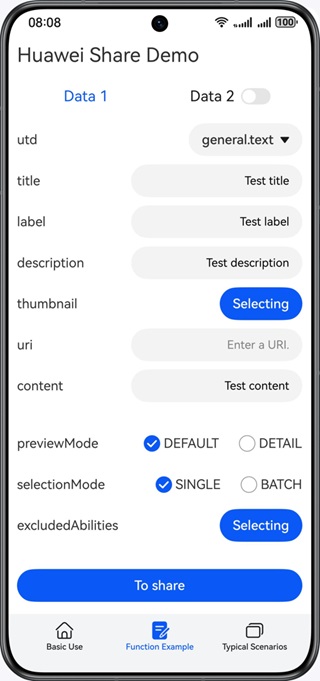 08:08 100
Huawei Share Demo
Data 1 Data 2
utd general.text
title Test title
label Test label
description Test description
thumbnail Selecting
uri Enter a URI.
content Test content
previewMode DEFAULT DETAIL
selectionMode SINGLE BATCH
excludedAbilities Selecting
To share
Basic Use Function Example Typical Scenarios